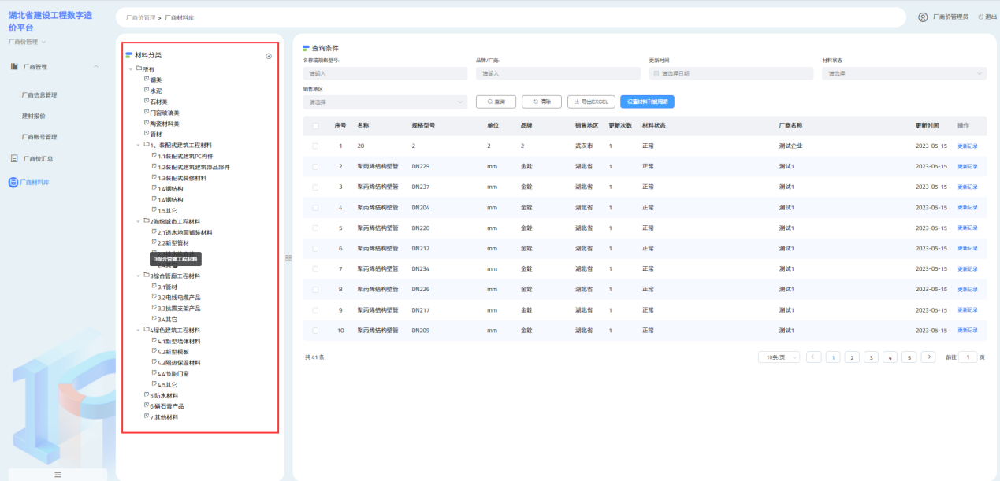 湖北省建设工程数字造
价平台
厂商价管理
厂商管理
厂商信息管理
建材报价
厂商账号管理
厂商价汇总
厂商材料库
厂商价管理 > 厂商材料库
厂商价管理员 退出
材料分类
所有
钢类
水泥
石材类
门窗玻璃类
陶瓷材料类
管材
1、装配式建筑工程材料
1.1装配式建筑PC构件
1.2装配式建筑建筑部品部件
1.3装配式装修材料
1.4钢结构
1.4钢结构
1.5其它
2海绵城市工程材料
2.1透水地面铺装材料
2.2新型管材
3综合管廊工程材料
3综合管廊工程材料
3.1管材
3.2电线电缆产品
3.3抗震支架产品
3.4其它
4绿色建筑工程材料
4.1新型墙体材料
4.2新型模板
4.3隔热保温材料
4.4节能门窗
4.5其它
5.防水材料
6.磷石膏产品
7.其他材料
查询条件
名称或规格型号: 品牌/厂商: 更新时间 材料状态
请输入 请输入 请选择日期 请选择
销售地区
请选择 查询 清除 导出EXCEL 设置材料到期周期
序号 名称 规格型号 单位 品牌 销售地区 更新次数 材料状态 厂商名称 更新时间 操作
1 20 2 2 2 武汉市 1 正常 测试企业 2023-05-15 更新记录
2 聚丙烯结构壁管 DN229 mm 金銓 湖北省 1 正常 测试1 2023-05-15 更新记录
3 聚丙烯结构壁管 DN237 mm 金銓 湖北省 1 正常 测试1 2023-05-15 更新记录
4 聚丙烯结构壁管 DN204 mm 金銓 湖北省 1 正常 测试1 2023-05-15 更新记录
5 聚丙烯结构壁管 DN220 mm 金銓 湖北省 1 正常 测试1 2023-05-15 更新记录
6 聚丙烯结构壁管 DN212 mm 金銓 湖北省 1 正常 测试1 2023-05-15 更新记录
7 聚丙烯结构壁管 DN234 mm 金銓 湖北省 1 正常 测试1 2023-05-15 更新记录
8 聚丙烯结构壁管 DN226 mm 金銓 湖北省 1 正常 测试1 2023-05-15 更新记录
9 聚丙烯结构壁管 DN217 mm 金銓 湖北省 1 正常 测试1 2023-05-15 更新记录
10 聚丙烯结构壁管 DN209 mm 金銓 湖北省 1 正常 测试1 2023-05-15 更新记录
共 41 条 10条/页 < 1 2 3 4 5 > 前往 1 页